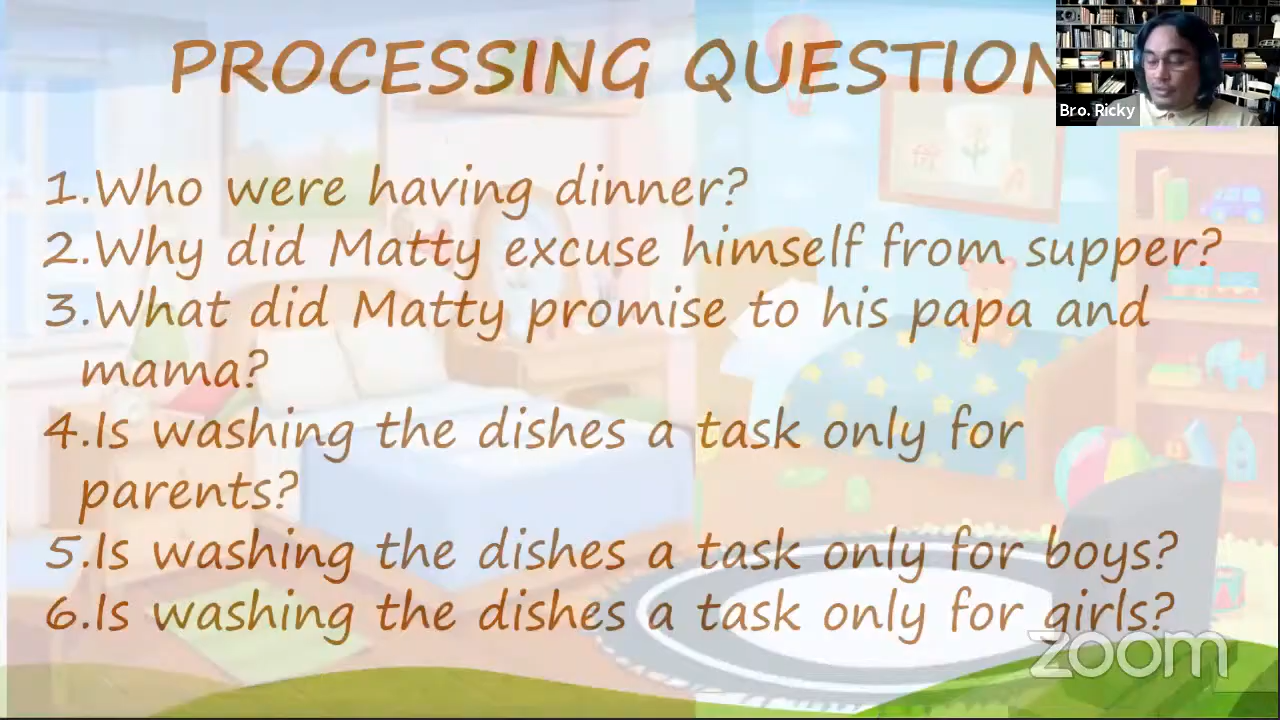 PROCESSING QUESTION
Bro. Ricky
1.Who were having dinner?
2.Why did Matty excuse himself from supper?
3.What did Matty promise to his papa and
mama?
4.Is washing the dishes a task only for
parents?
5.Is washing the dishes a task only for boys?
6.Is washing the dishes a task only for girls?
zoom